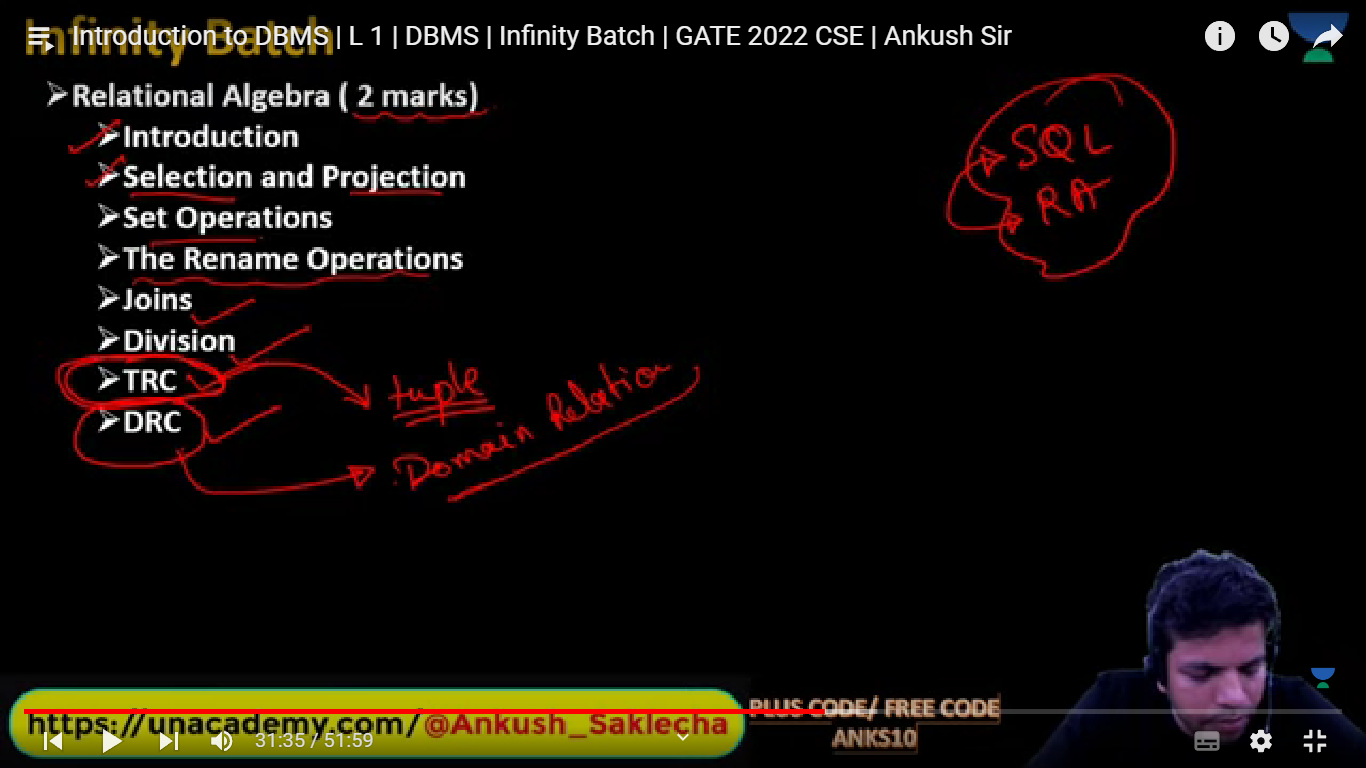 Infinity Batch
Introduction to DBMS | L 1 | DBMS | Infinity Batch | GATE 2022 CSE | Ankush Sir
➢Relational Algebra ( 2 marks)
➢Introduction
➢Selection and Projection
➢Set Operations
➢The Rename Operations
➢Joins
➢Division
➢TRC
➢DRC
SQL
RA
tuple
Domain Relation
https://unacademy.com/@Ankush_Saklecha
PLUS CODE/ FREE CODE
ANKS10
31:35 / 51:59